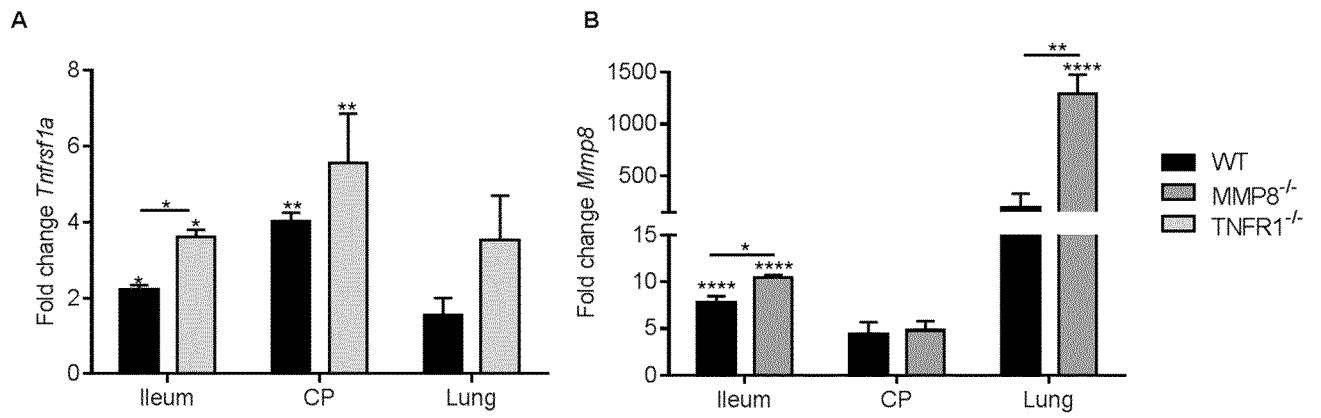 A
Fold change Tnfrsf1a
8
6
4
2
0
*
*
*
**
**
Ileum
CP
Lung
B
Fold change Mmp8
1500
1000
500
15
10
5
0
****
*
****
**
****
Ileum
CP
Lung
WT
MMP8-/-
TNFR1-/-